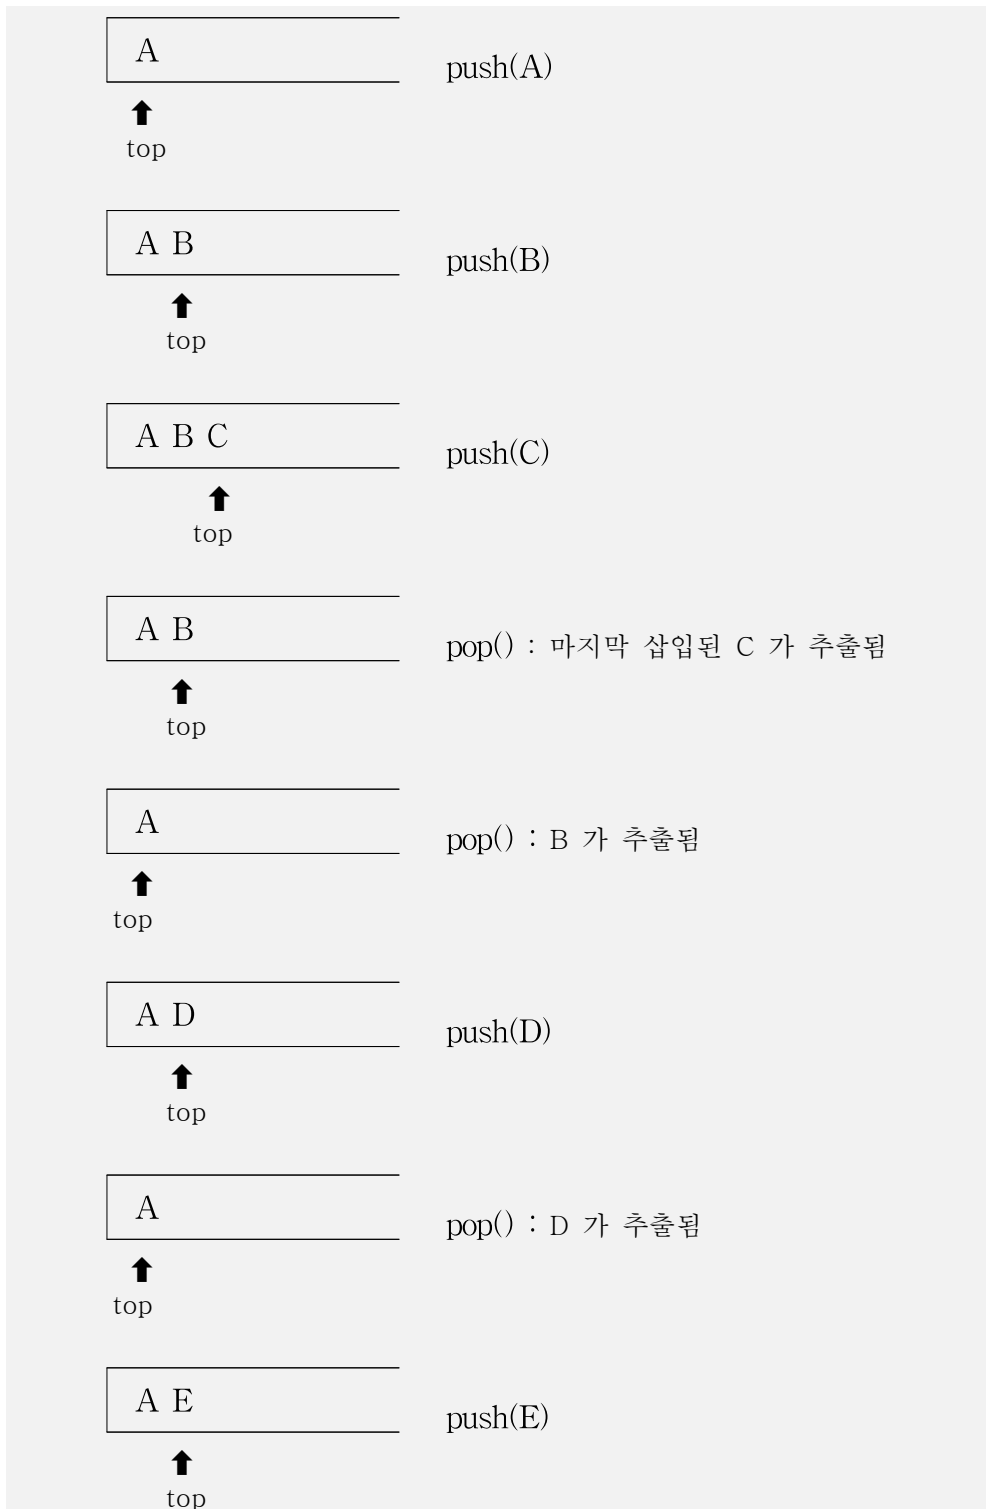 A
push(A)
top
A B
push(B)
top
A B C
push(C)
top
A B
pop() : 마지막 삽입된 C 가 추출됨
top
A
pop() : B 가 추출됨
top
A D
push(D)
top
A
pop() : D 가 추출됨
top
A E
push(E)
top